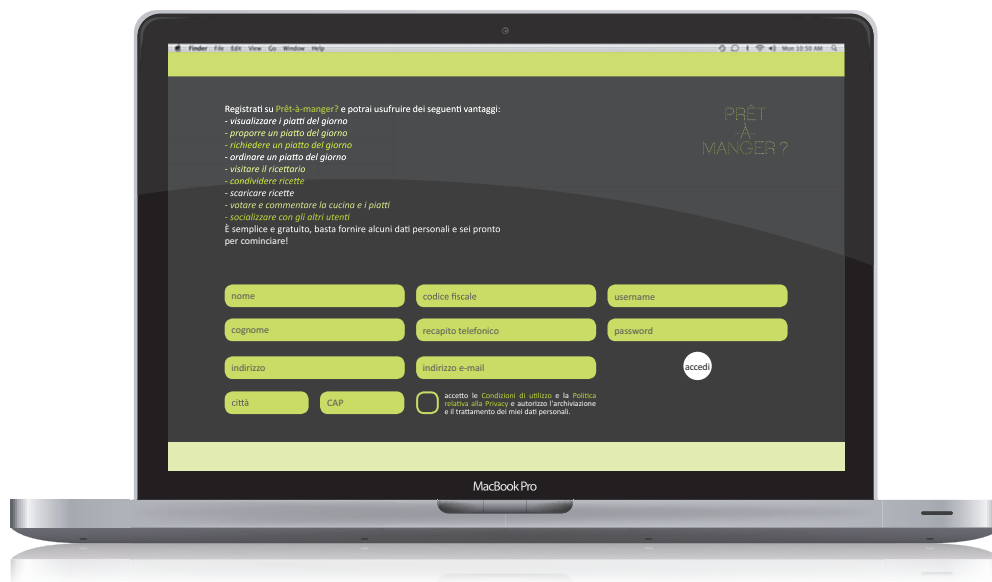 Finder File Edit View Go Window Help
Mon 10:50 AM
Registrati su Prêt-à-manger? e potrai usufruire dei seguenti vantaggi:
- visualizzare i piatti del giorno
- proporre un piatto del giorno
- richiedere un piatto del giorno
- ordinare un piatto del giorno
- visitare il ricettario
- condividere ricette
- scaricare ricette
- votare e commentare la cucina e i piatti
- socializzare con gli altri utenti
È semplice e gratuito, basta fornire alcuni dati personali e sei pronto
per cominciare!
PRÊT
-À-
MANGER ?
nome
codice fiscale
username
cognome
recapito telefonico
password
indirizzo
indirizzo e-mail
accedi
città
CAP
accetto le Condizioni di utilizzo e la Politica
relativa alla Privacy e autorizzo l'archiviazione
e il trattamento dei miei dati personali.
MacBook Pro